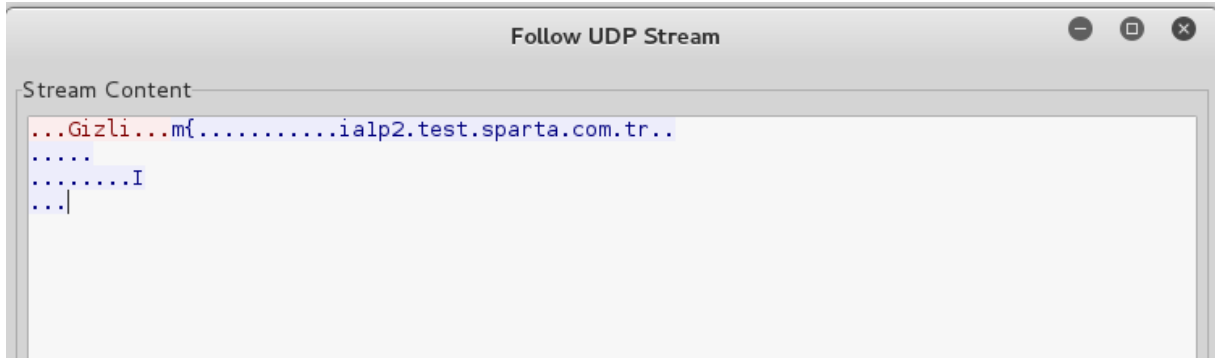 Follow UDP Stream
Stream Content
...Gizli...m{...........ialp2.test.sparta.com.tr..
.....
........I
...